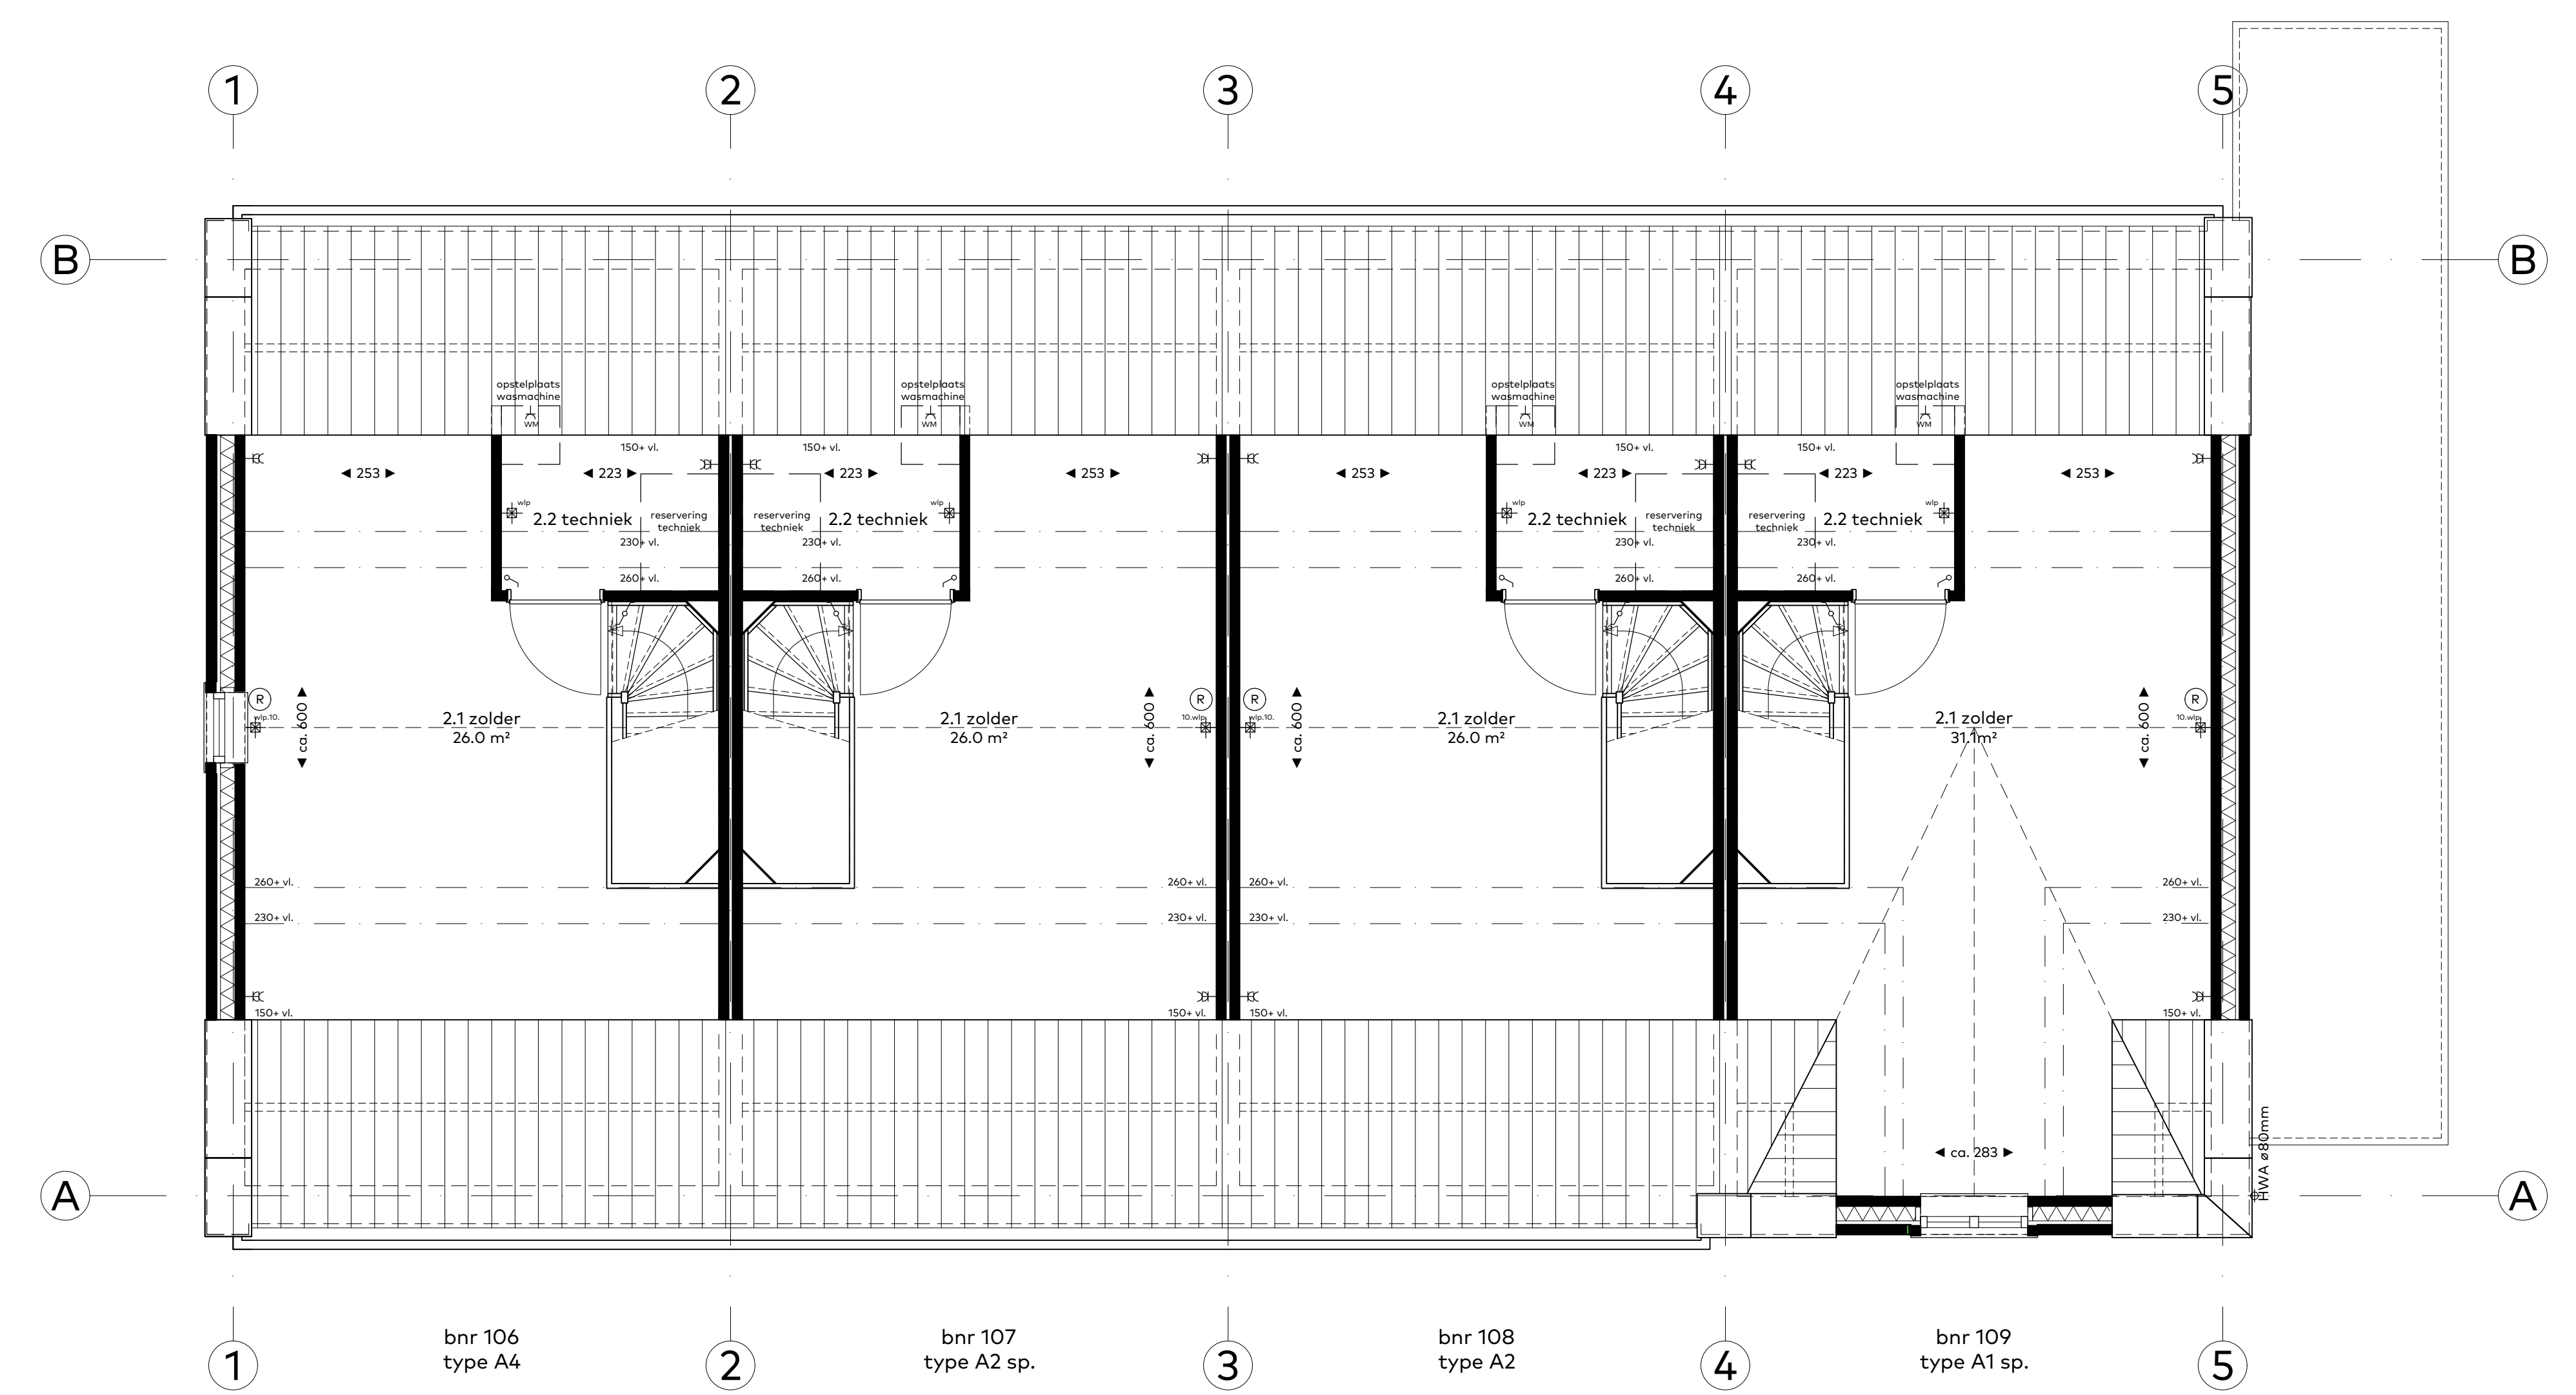 1 2 3 4 5
B B
opstelplaats opstelplaats opstelplaats opstelplaats
wasmachine wasmachine wasmachine wasmachine
WM WM WM WM
150+ vl. 150+ vl. 150+ vl. 150+ vl.
253 223 223 253 253 223 223 253
wlp wlp wlp wlp
2.2 techniek reservering reservering 2.2 techniek 2.2 techniek reservering reservering 2.2 techniek
techniek techniek techniek techniek
230+ vl. 230+ vl. 230+ vl. 230+ vl.
260+ vl. 260+ vl. 260+ vl. 260+ vl.
R R R R
wlp.10. 10.wlp wlp.10. 10.wlp
ca. 600 ca. 600 ca. 600 ca. 600
2.1 zolder 2.1 zolder 2.1 zolder 2.1 zolder
26.0 m² 26.0 m² 26.0 m² 31.1m²
260+ vl. 260+ vl. 260+ vl. 260+ vl.
230+ vl. 230+ vl. 230+ vl. 230+ vl.
150+ vl. 150+ vl. 150+ vl. 150+ vl.
ca. 283
HWA ø80mm
A A
bnr 106 bnr 107 bnr 108 bnr 109
type A4 type A2 sp. type A2 type A1 sp.
1 2 3 4 5